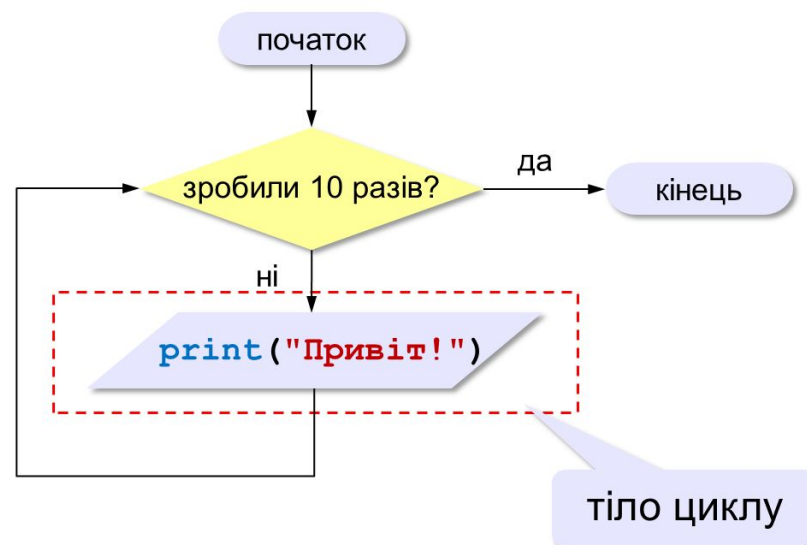 початок
зробили 10 разів?
да
кінець
ні
print("Привіт!")
тіло циклу